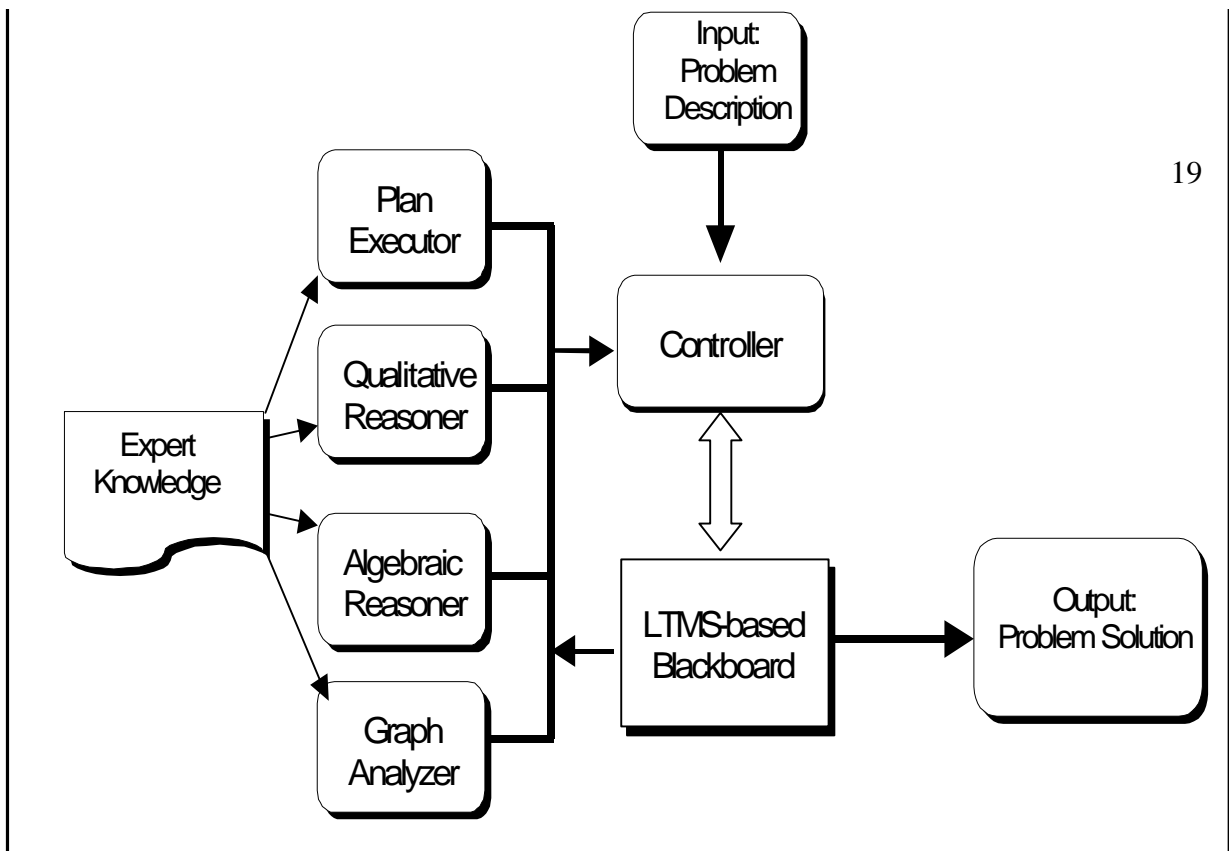 Input:
Problem
Description
19
Plan
Executor
Controller
Qualitative
Reasoner
Expert
Knowledge
Algebraic
Reasoner
LTMS-based
Blackboard
Output:
Problem Solution
Graph
Analyzer